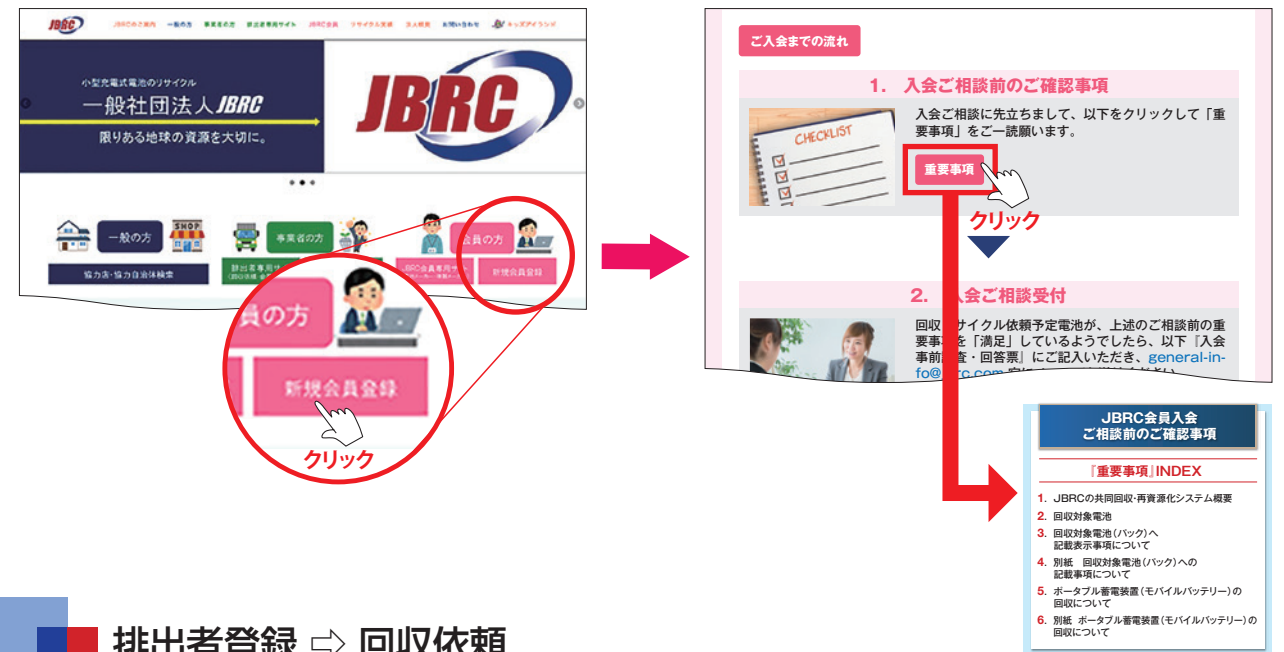 JBRC
JBRCのご案内 一般の方 事業者の方 排出者専用サイト JBRC会員 リサイクル実績 法人概要 お問い合わせ キッズアイランド
小型充電式電池のリサイクル
一般社団法人JBRC
限りある地球の資源を大切に。
JBRC
一般の方
SHOP
事業者の方
会員の方
協力店・協力自治体検索
排出者専用サ
JBRC会員専用サイト
新規会員登録
員の方
新規会員登録
クリック
ご入会までの流れ
1. 入会ご相談前のご確認事項
CHECKLIST
入会ご相談に先立ちまして、以下をクリックして「重
要事項」をご一読願います。
重要事項
クリック
2. 入会ご相談受付
回収 サイクル依頼予定電池が、上述のご相談前の重
要事 を「満足」しているようでしたら、以下『入会
事前 査・回答票』にご記入いただき、general-in-
fo@ rc.com
JBRC会員入会
ご相談前のご確認事項
『重要事項』INDEX
1. JBRCの共同回収・再資源化システム概要
2. 回収対象電池
3. 回収対象電池(パック)へ
記載表示事項について
4. 別紙 回収対象電池(パック)への
記載事項について
5. ポータブル蓄電装置(モバイルバッテリー)の
回収について
6. 別紙 ポータブル蓄電装置(モバイルバッテリー)の
回収について
排出者登録 ⇨ 回収依頼